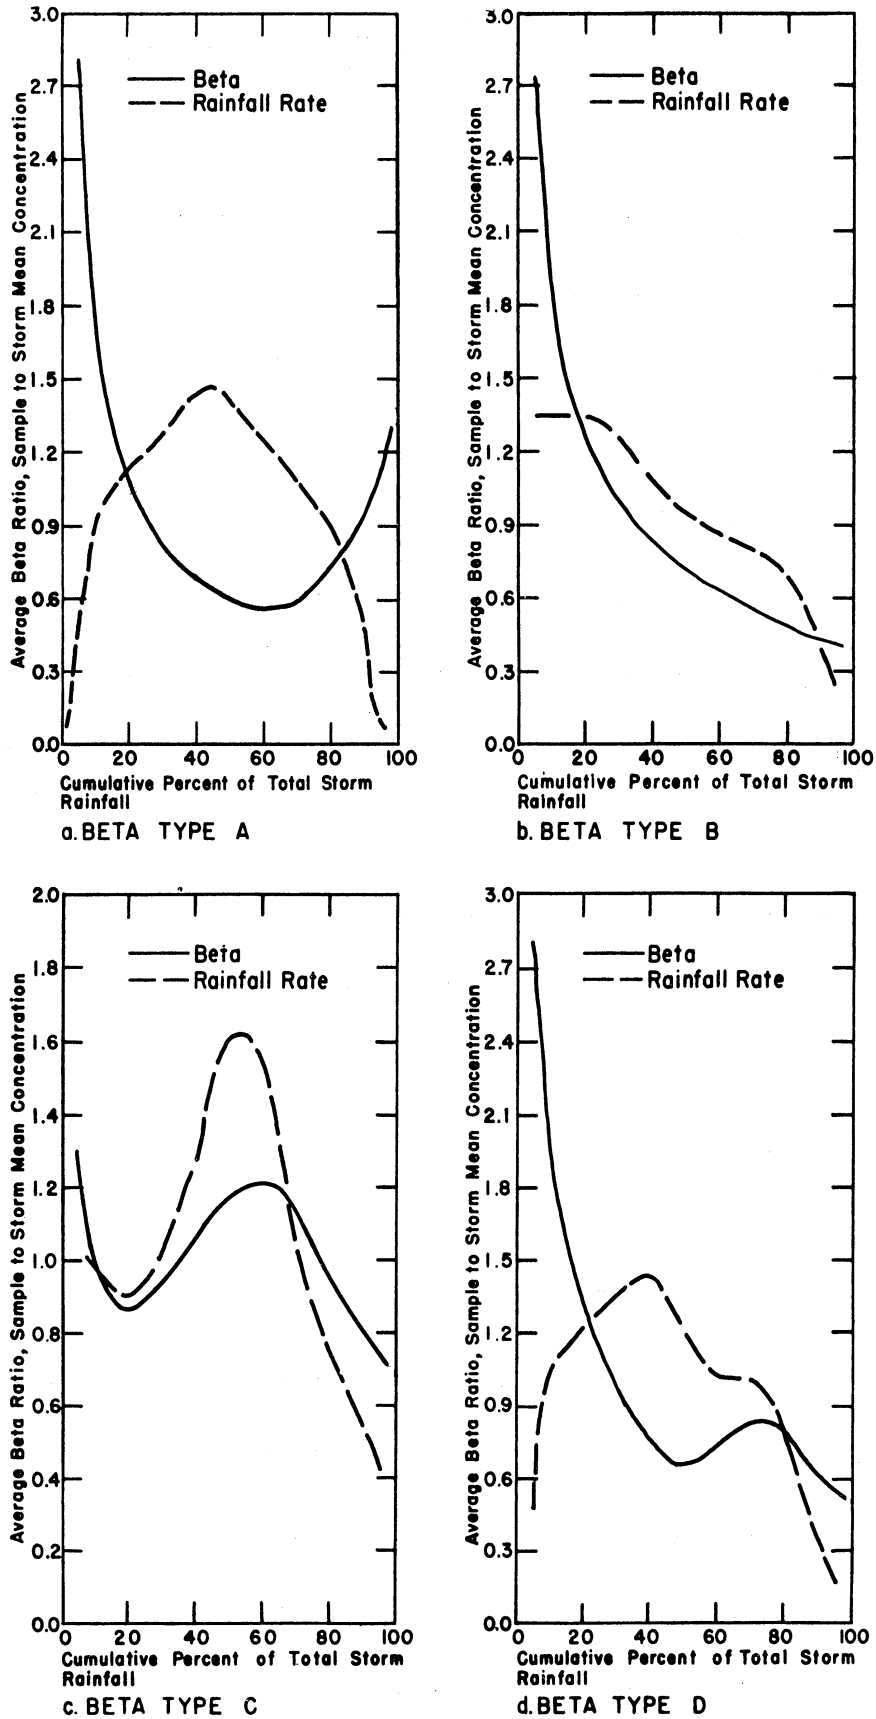 3.0
2.7
2.4
2.1
1.8
1.5
1.2
0.9
0.6
0.3
0.0
Average Beta Ratio, Sample to Storm Mean Concentration
Beta
Rainfall Rate
0 20 40 60 80 100
Cumulative Percent of Total Storm
Rainfall
a. BETA TYPE A
3.0
2.7
2.4
2.1
1.8
1.5
1.2
0.9
0.6
0.3
0.0
Average Beta Ratio, Sample to Storm Mean Concentration
Beta
Rainfall Rate
0 20 40 60 80 100
Cumulative Percent of Total Storm
Rainfall
b. BETA TYPE B
2.0
1.8
1.6
1.4
1.2
1.0
0.8
0.6
0.4
0.2
0.0
Average Beta Ratio, Sample to Storm Mean Concentration
Beta
Rainfall Rate
0 20 40 60 80 100
Cumulative Percent of Total Storm
Rainfall
c. BETA TYPE C
3.0
2.7
2.4
2.1
1.8
1.5
1.2
0.9
0.6
0.3
0.0
Average Beta Ratio, Sample to Storm Mean Concentration
Beta
Rainfall Rate
0 20 40 60 80 100
Cumulative Percent of Total Storm
Rainfall
d. BETA TYPE D